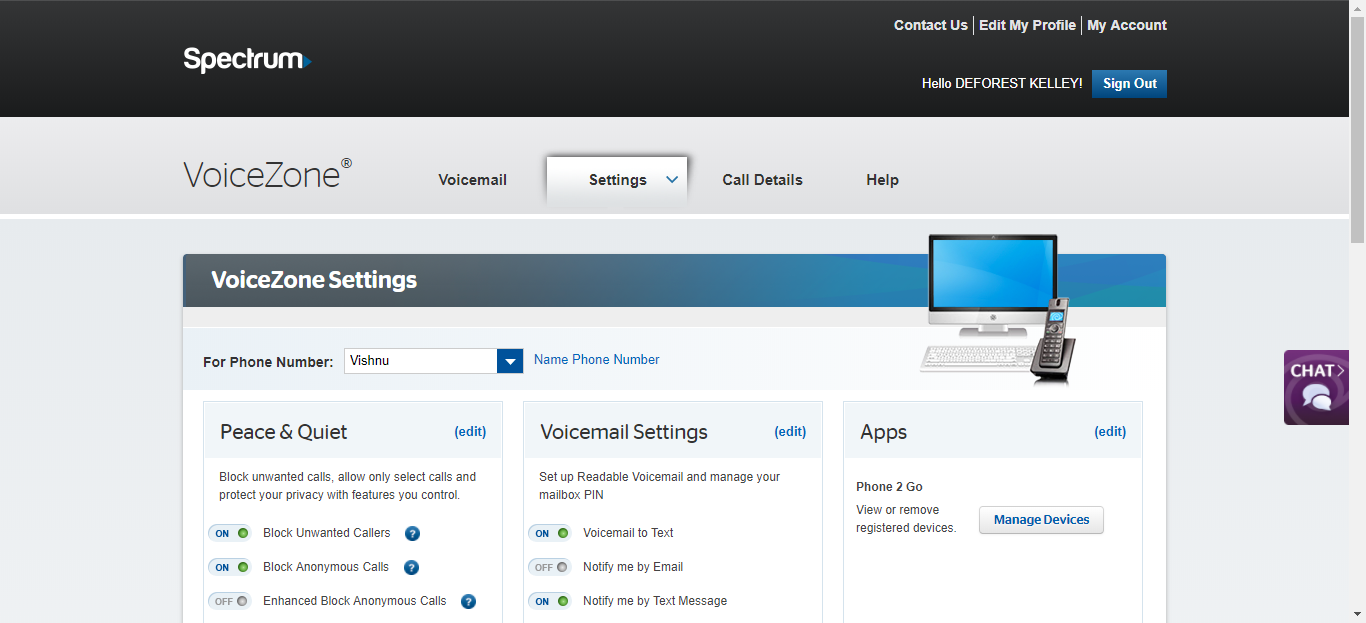 Contact Us | Edit My Profile | My Account
Spectrum
Hello DEFOREST KELLEY! Sign Out
VoiceZone®
Voicemail
Settings
Call Details
Help
VoiceZone Settings
For Phone Number: Vishnu Name Phone Number
CHAT>
Peace & Quiet (edit)
Block unwanted calls, allow only select calls and
protect your privacy with features you control.
ON Block Unwanted Callers ?
ON Block Anonymous Calls ?
OFF Enhanced Block Anonymous Calls ?
Voicemail Settings (edit)
Set up Readable Voicemail and manage your
mailbox PIN
ON Voicemail to Text
OFF Notify me by Email
ON Notify me by Text Message
Apps (edit)
Phone 2 Go
View or remove
registered devices.
Manage Devices